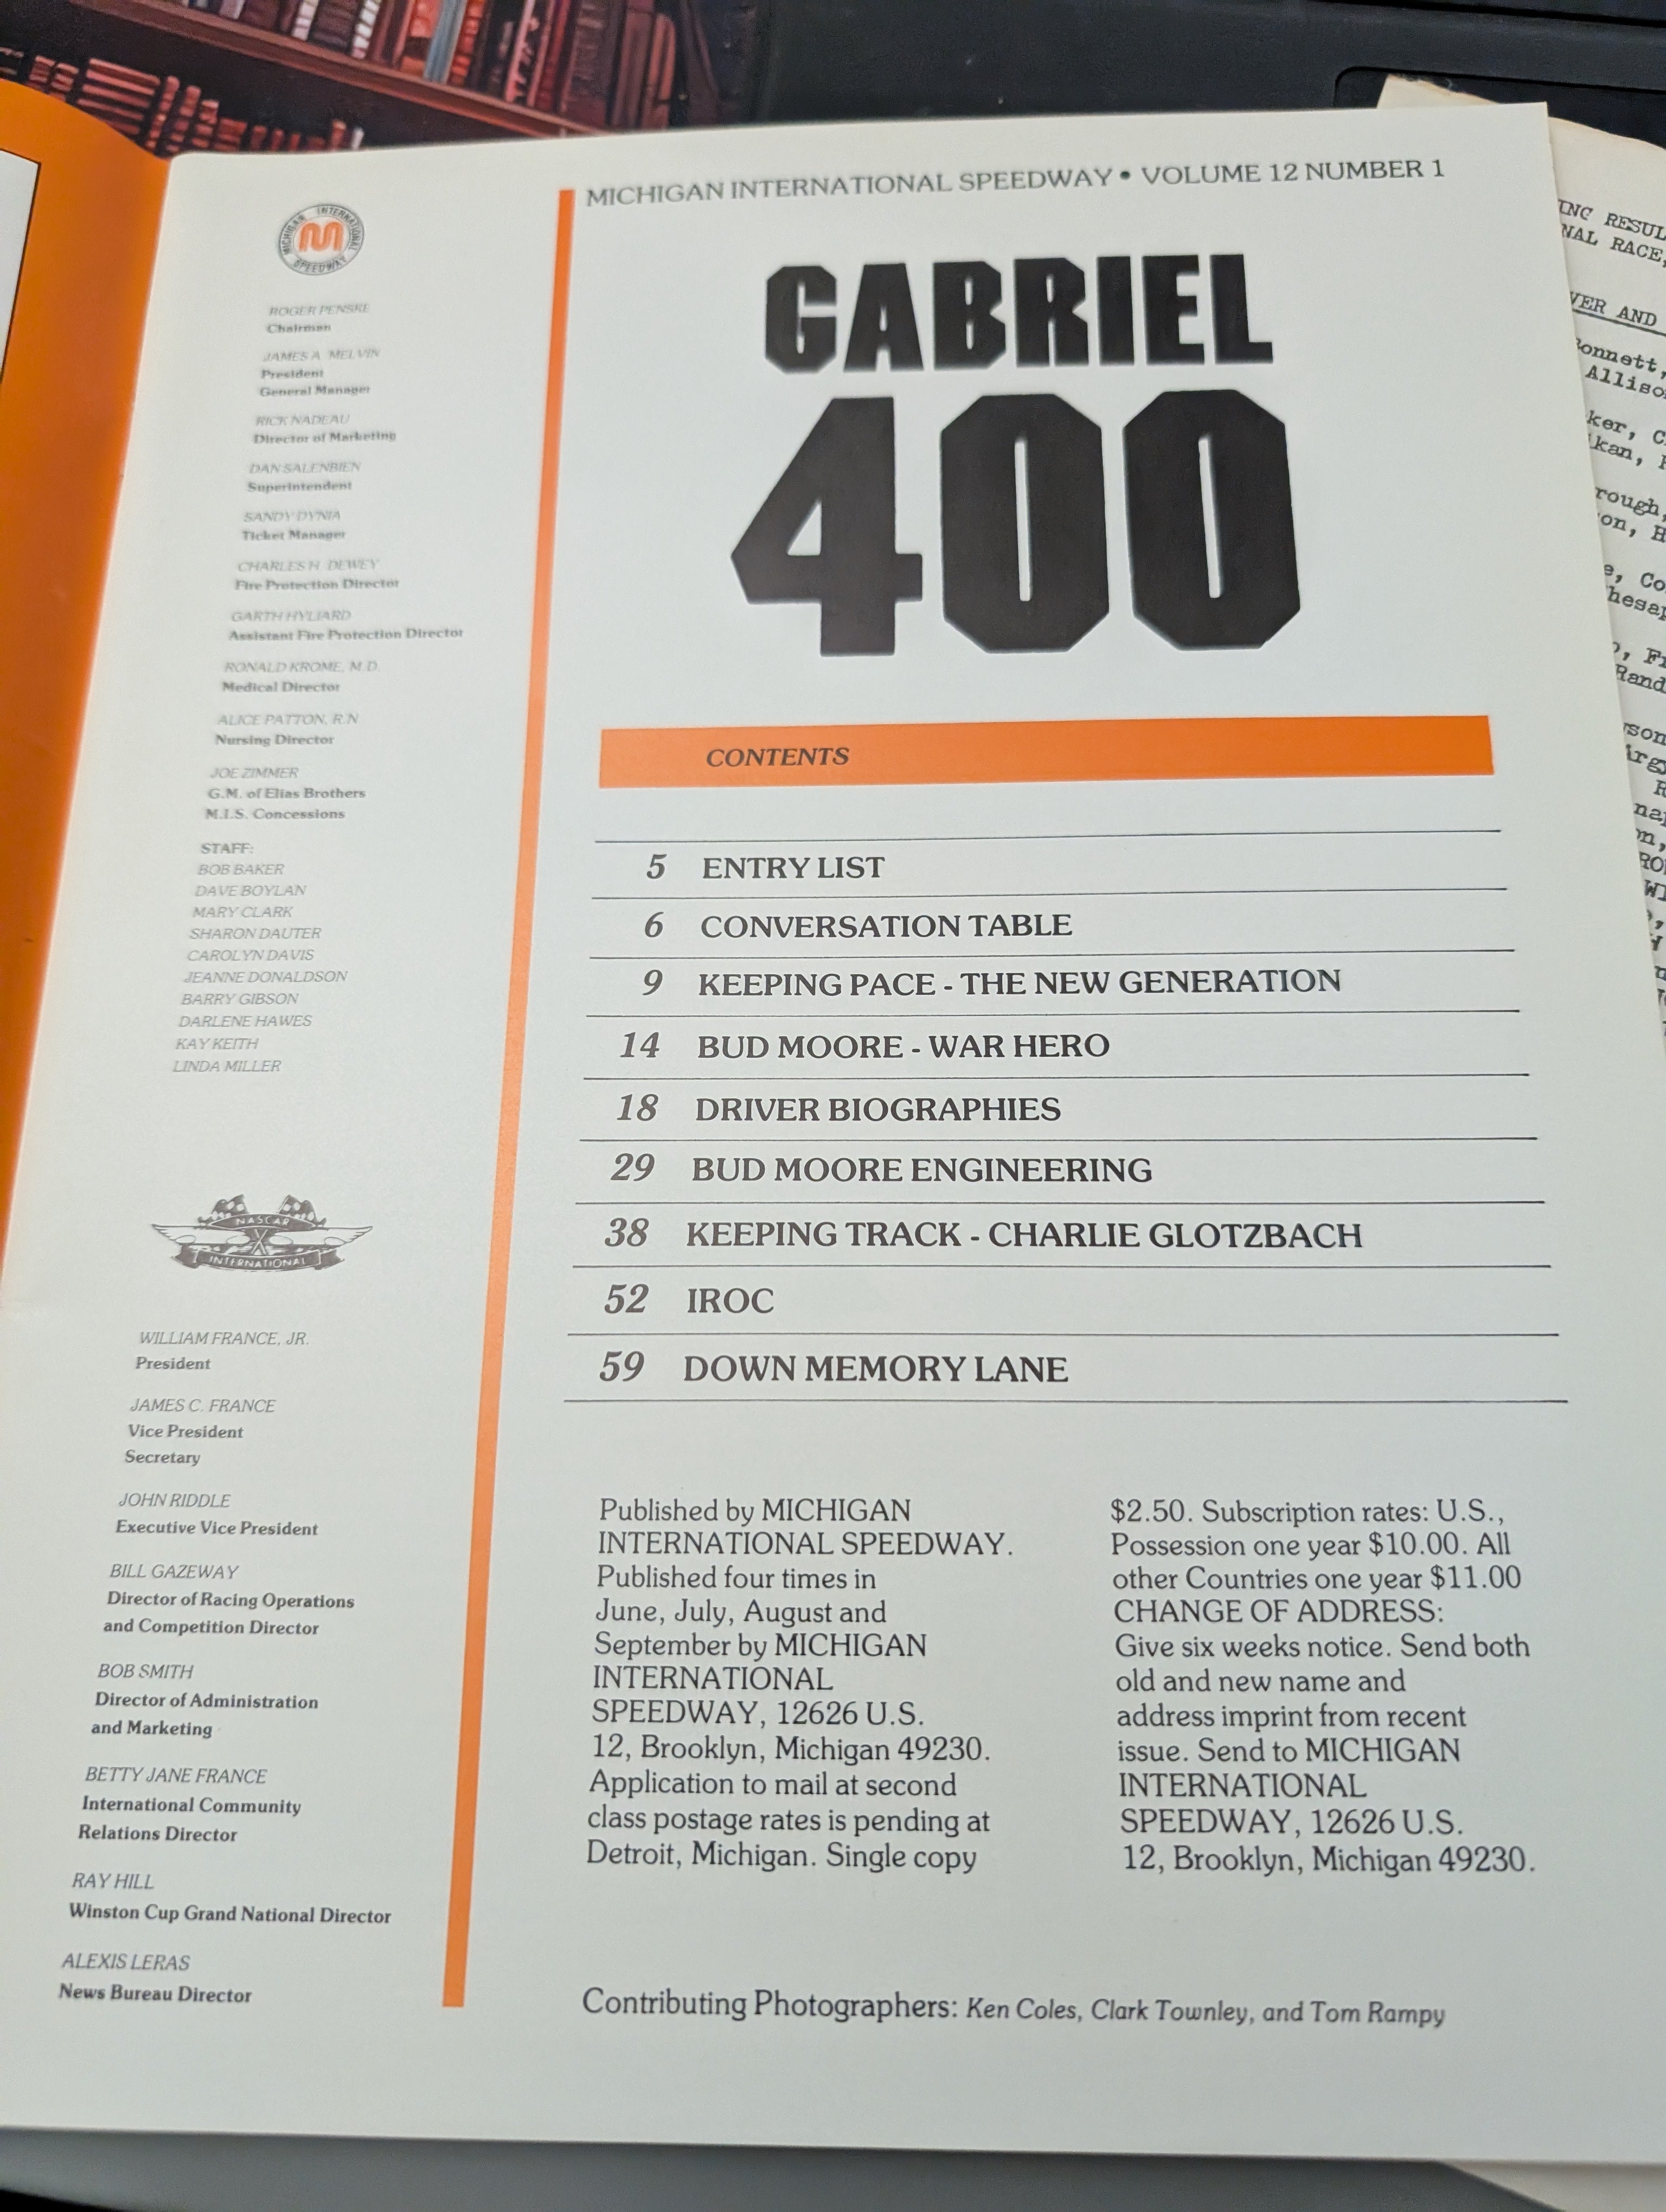 MICHIGAN INTERNATIONAL SPEEDWAY
M
ROGER PENSKE
Chairman
JAMES A. MELVIN
President
General Manager
RICK NADEAU
Director of Marketing
DAN SALENBIEN
Superintendent
SANDY DYNIA
Ticket Manager
CHARLES H. DEWEY
Fire Protection Director
GARTH HYLIARD
Assistant Fire Protection Director
RONALD KROME, M.D.
Medical Director
ALICE PATTON, R.N.
Nursing Director
JOE ZIMMER
G.M. of Elias Brothers
M.I.S. Concessions
STAFF:
BOB BAKER
DAVE BOYLAN
MARY CLARK
SHARON DAUTER
CAROLYN DAVIS
JEANNE DONALDSON
BARRY GIBSON
DARLENE HAWES
KAY KEITH
LINDA MILLER
NASCAR
INTERNATIONAL
WILLIAM FRANCE, JR.
President
JAMES C. FRANCE
Vice President
Secretary
JOHN RIDDLE
Executive Vice President
BILL GAZEWAY
Director of Racing Operations
and Competition Director
BOB SMITH
Director of Administration
and Marketing
BETTY JANE FRANCE
International Community
Relations Director
RAY HILL
Winston Cup Grand National Director
ALEXIS LERAS
News Bureau Director
MICHIGAN INTERNATIONAL SPEEDWAY • VOLUME 12 NUMBER 1
GABRIEL
400
CONTENTS
5 ENTRY LIST
6 CONVERSATION TABLE
9 KEEPING PACE - THE NEW GENERATION
14 BUD MOORE - WAR HERO
18 DRIVER BIOGRAPHIES
29 BUD MOORE ENGINEERING
38 KEEPING TRACK - CHARLIE GLOTZBACH
52 IROC
59 DOWN MEMORY LANE
Published by MICHIGAN
INTERNATIONAL SPEEDWAY.
Published four times in
June, July, August and
September by MICHIGAN
INTERNATIONAL
SPEEDWAY, 12626 U.S.
12, Brooklyn, Michigan 49230.
Application to mail at second
class postage rates is pending at
Detroit, Michigan. Single copy
$2.50. Subscription rates: U.S.,
Possession one year $10.00. All
other Countries one year $11.00
CHANGE OF ADDRESS:
Give six weeks notice. Send both
old and new name and
address imprint from recent
issue. Send to MICHIGAN
INTERNATIONAL
SPEEDWAY, 12626 U.S.
12, Brooklyn, Michigan 49230.
Contributing Photographers: Ken Coles, Clark Townley, and Tom Rampy
RACE,
AND